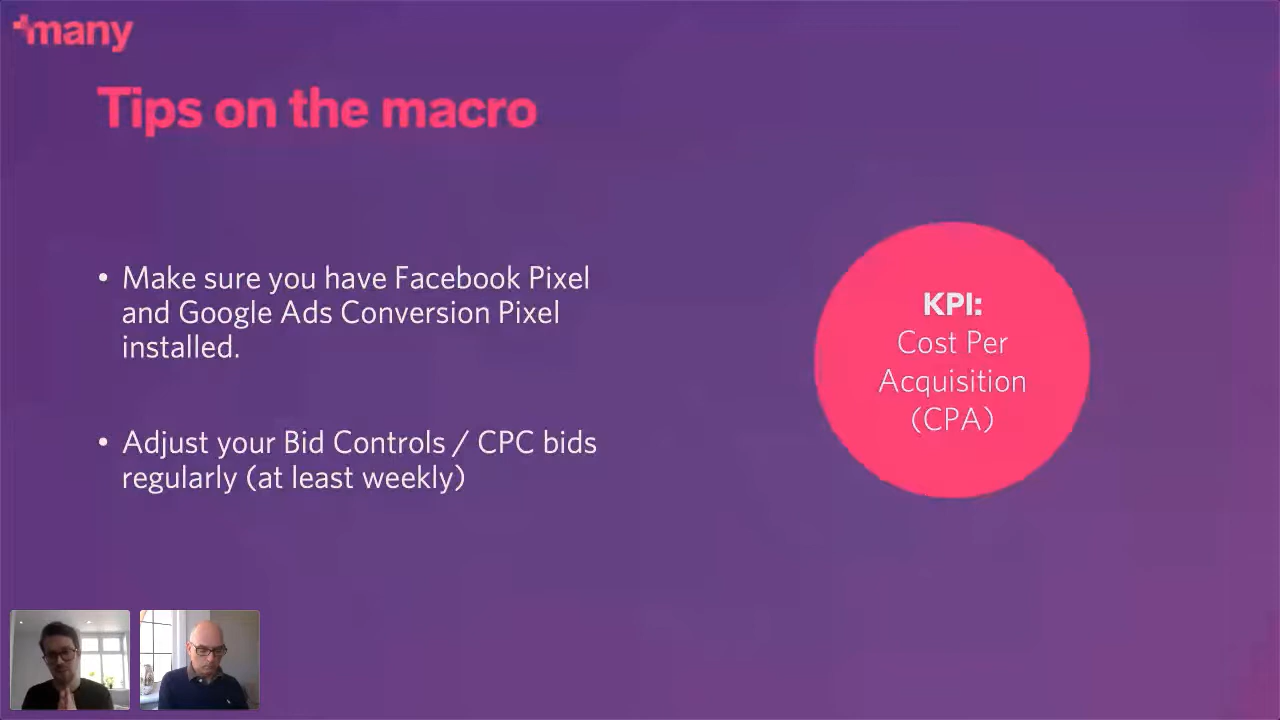 +many
Tips on the macro
• Make sure you have Facebook Pixel
and Google Ads Conversion Pixel
installed.
• Adjust your Bid Controls / CPC bids
regularly (at least weekly)
KPI:
Cost Per
Acquisition
(CPA)